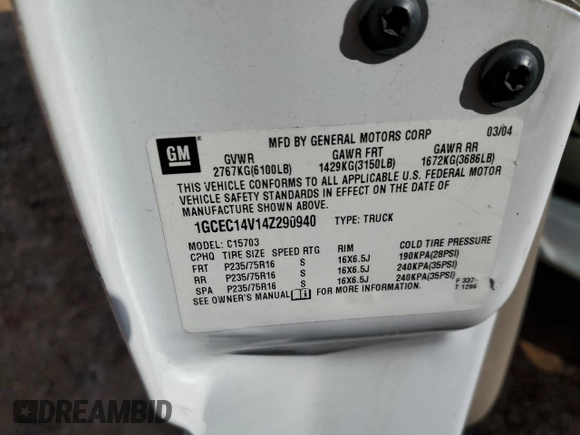 GM
MFD BY GENERAL MOTORS CORP 03/04
GVWR GAWR FRT GAWR RR
2767KG(6100LB) 1429KG(3150LB) 1672KG(3686LB)
THIS VEHICLE CONFORMS TO ALL APPLICABLE U.S. FEDERAL MOTOR
VEHICLE SAFETY STANDARDS IN EFFECT ON THE DATE OF
MANUFACTURE SHOWN ABOVE.
1GCEC14V14Z290940 TYPE: TRUCK
MODEL: C15703
CPHQ TIRE SIZE SPEED RTG RIM COLD TIRE PRESSURE
FRT P235/75R16 S 16X6.5J 190KPA(28PSI)
RR P235/75R16 S 16X6.5J 240KPA(35PSI)
SPA P235/75R16 S 16X6.5J 240KPA(35PSI)
SEE OWNER'S MANUAL FOR MORE INFORMATION.
F 337
T 1286
DREAMBID